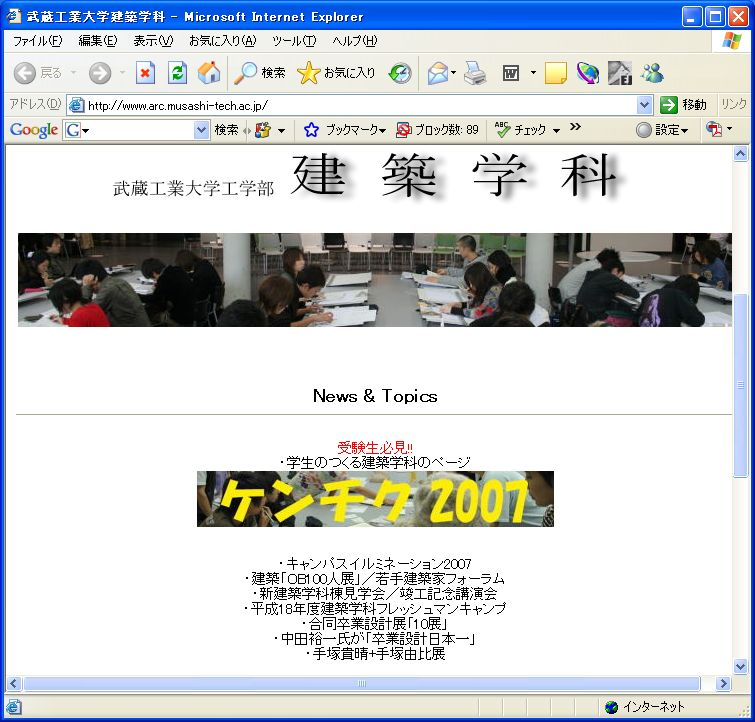 武蔵工業大学建築学科 - Microsoft Internet Explorer
ファイル(F) 編集(E) 表示(V) お気に入り(A) ツール(T) ヘルプ(H)
戻る 検索 お気に入り W
アドレス(D) http://www.arc.musashi-tech.ac.jp/ 移動 リンク
Google G 検索 ブックマーク ブロック数: 89 ABC チェック » 設定
武蔵工業大学工学部 建築学科
News & Topics
受験生必見!!
・学生のつくる建築学科のページ
ケンチク 2007
・キャンパスイルミネーション2007
・建築「OB100人展」／若手建築家フォーラム
・新建築学科棟見学会／竣工記念講演会
・平成18年度建築学科フレッシュマンキャンプ
・合同卒業設計展「10展」
・中田裕一氏が「卒業設計日本一」
・手塚貴晴+手塚由比展
インターネット